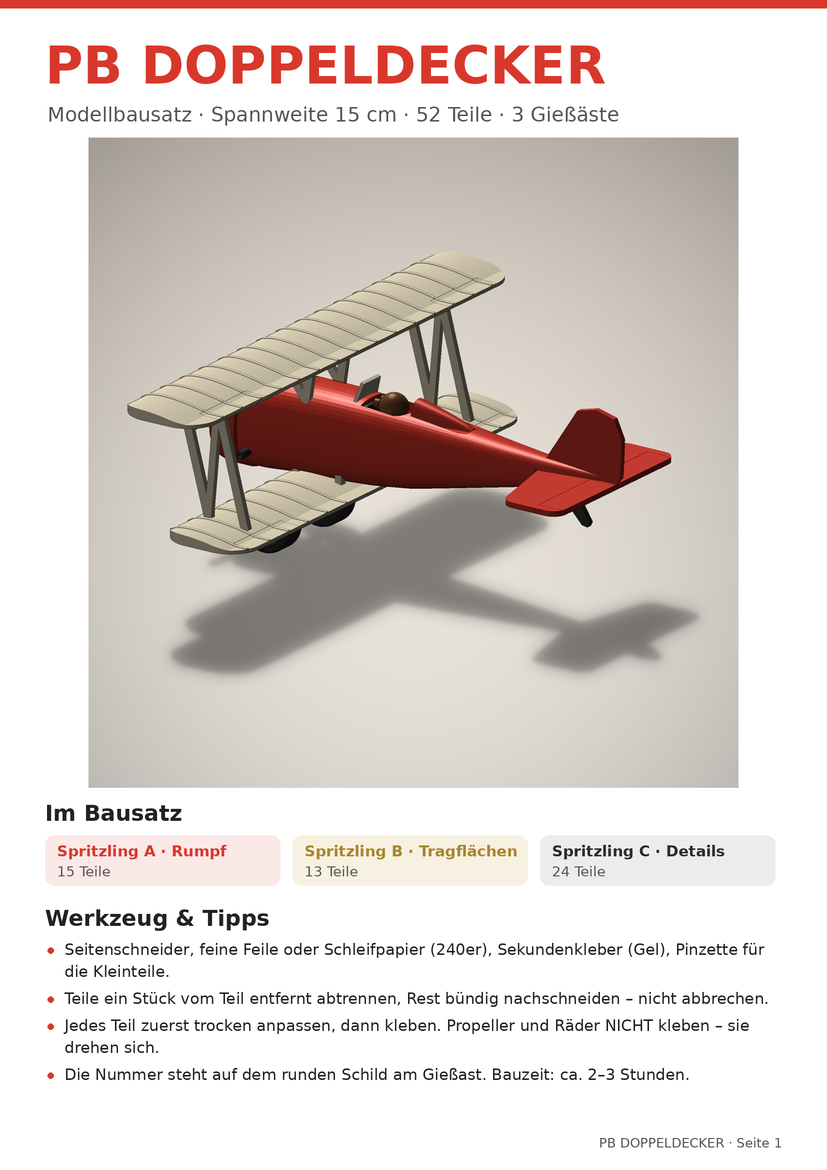 PB DOPPELDECKER
Modellbausatz · Spannweite 15 cm · 52 Teile · 3 Gießäste
Im Bausatz
Spritzling A · Rumpf
15 Teile
Spritzling B · Tragflächen
13 Teile
Spritzling C · Details
24 Teile
Werkzeug & Tipps
• Seitenschneider, feine Feile oder Schleifpapier (240er), Sekundenkleber (Gel), Pinzette für
die Kleinteile.
• Teile ein Stück vom Teil entfernt abtrennen, Rest bündig nachschneiden – nicht abbrechen.
• Jedes Teil zuerst trocken anpassen, dann kleben. Propeller und Räder NICHT kleben – sie
drehen sich.
• Die Nummer steht auf dem runden Schild am Gießast. Bauzeit: ca. 2–3 Stunden.
PB DOPPELDECKER · Seite 1